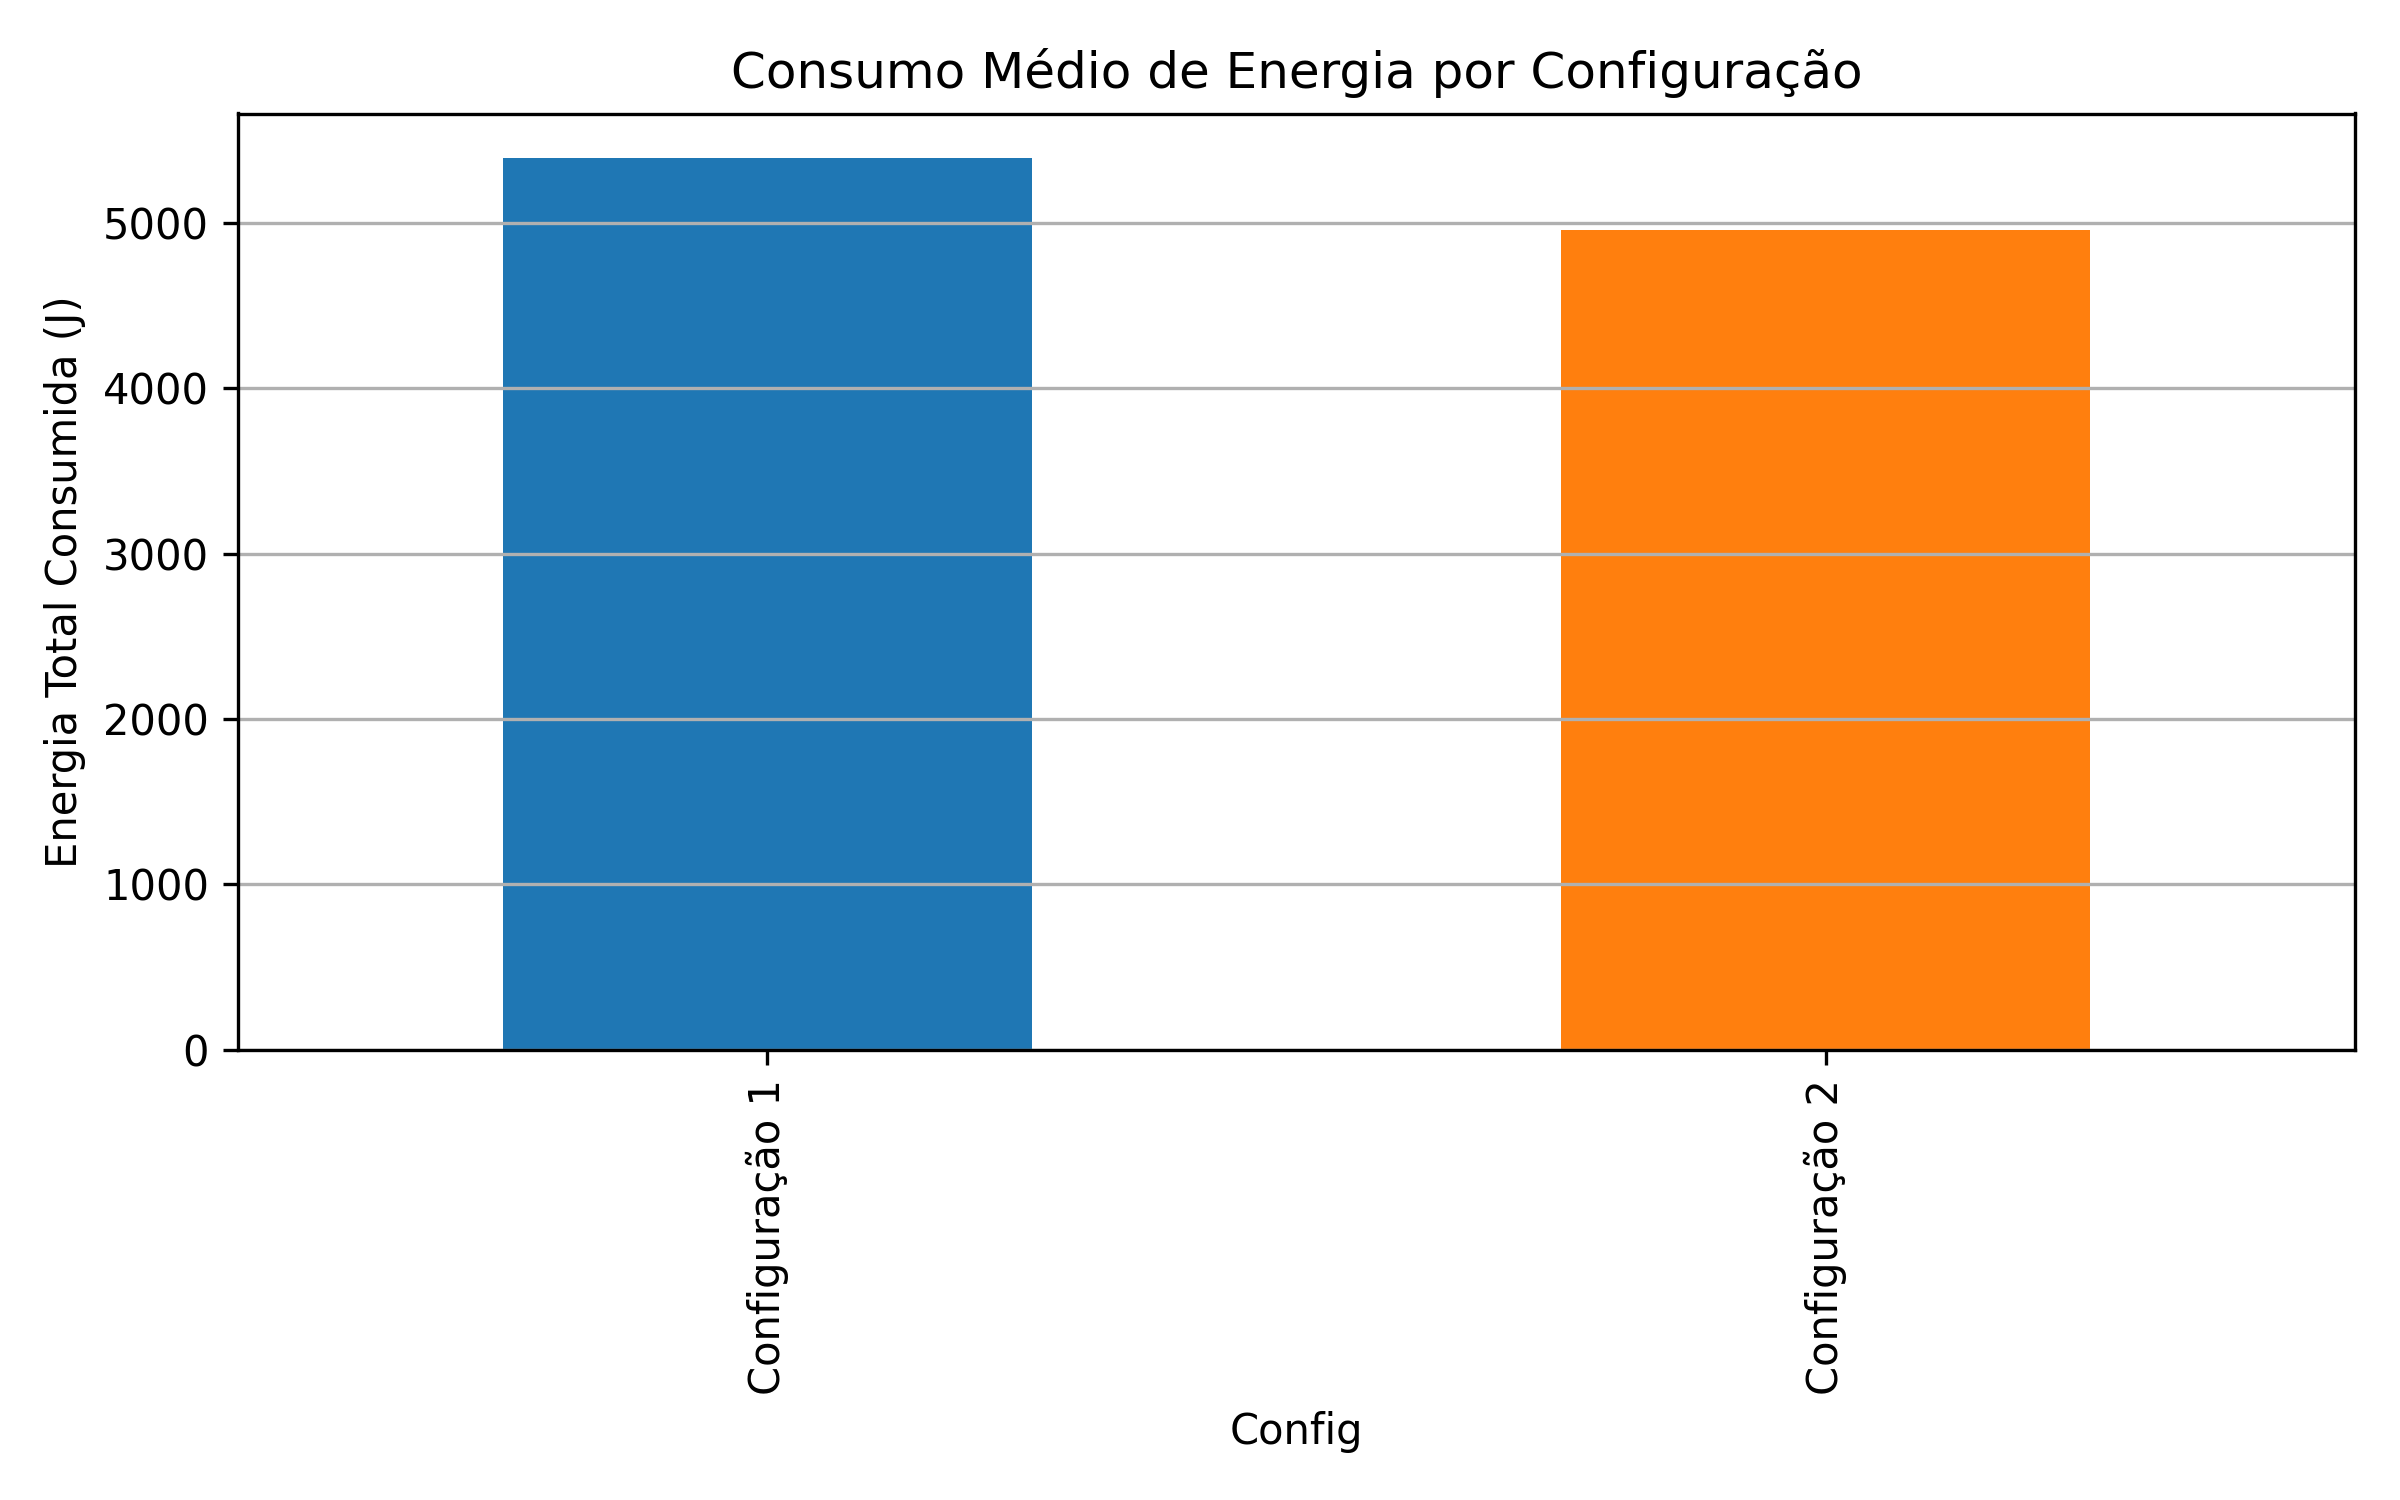 Consumo Médio de Energia por Configuração
Energia Total Consumida (J)
5000
4000
3000
2000
1000
0
Configuração 1
Configuração 2
Config